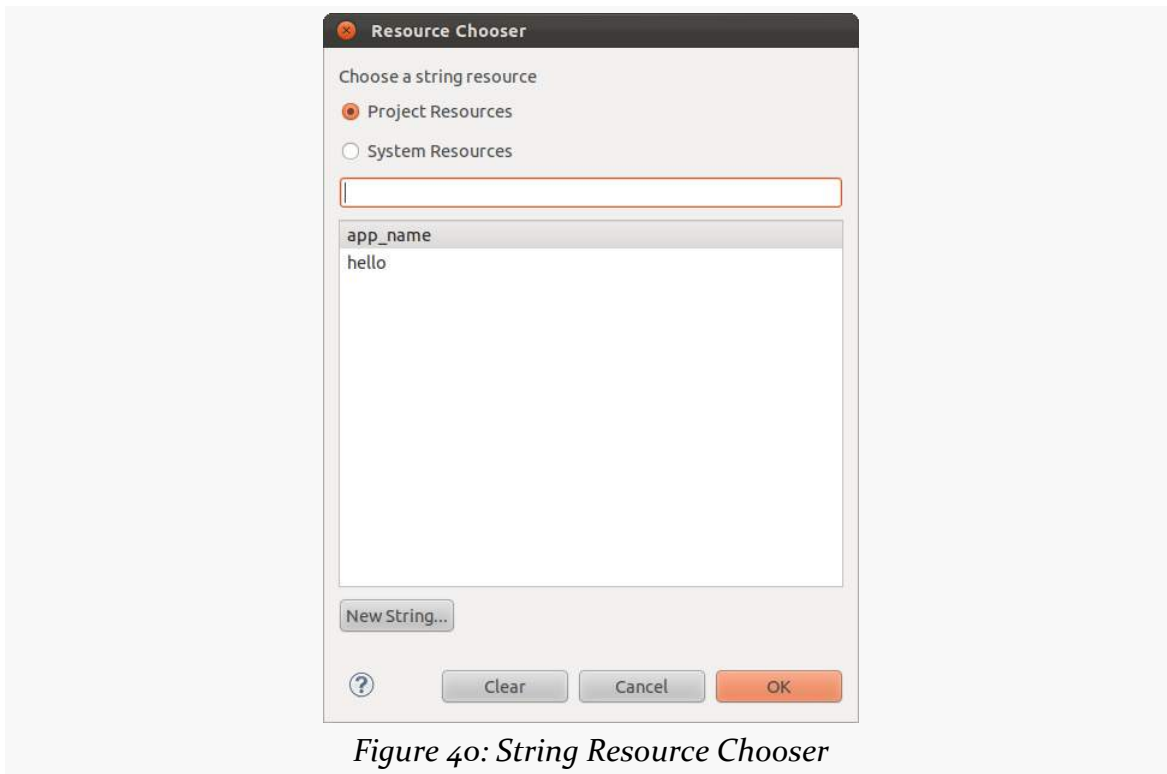 Resource Chooser
Choose a string resource
Project Resources
System Resources
app_name
hello
New String...
Clear Cancel OK
Figure 40: String Resource Chooser